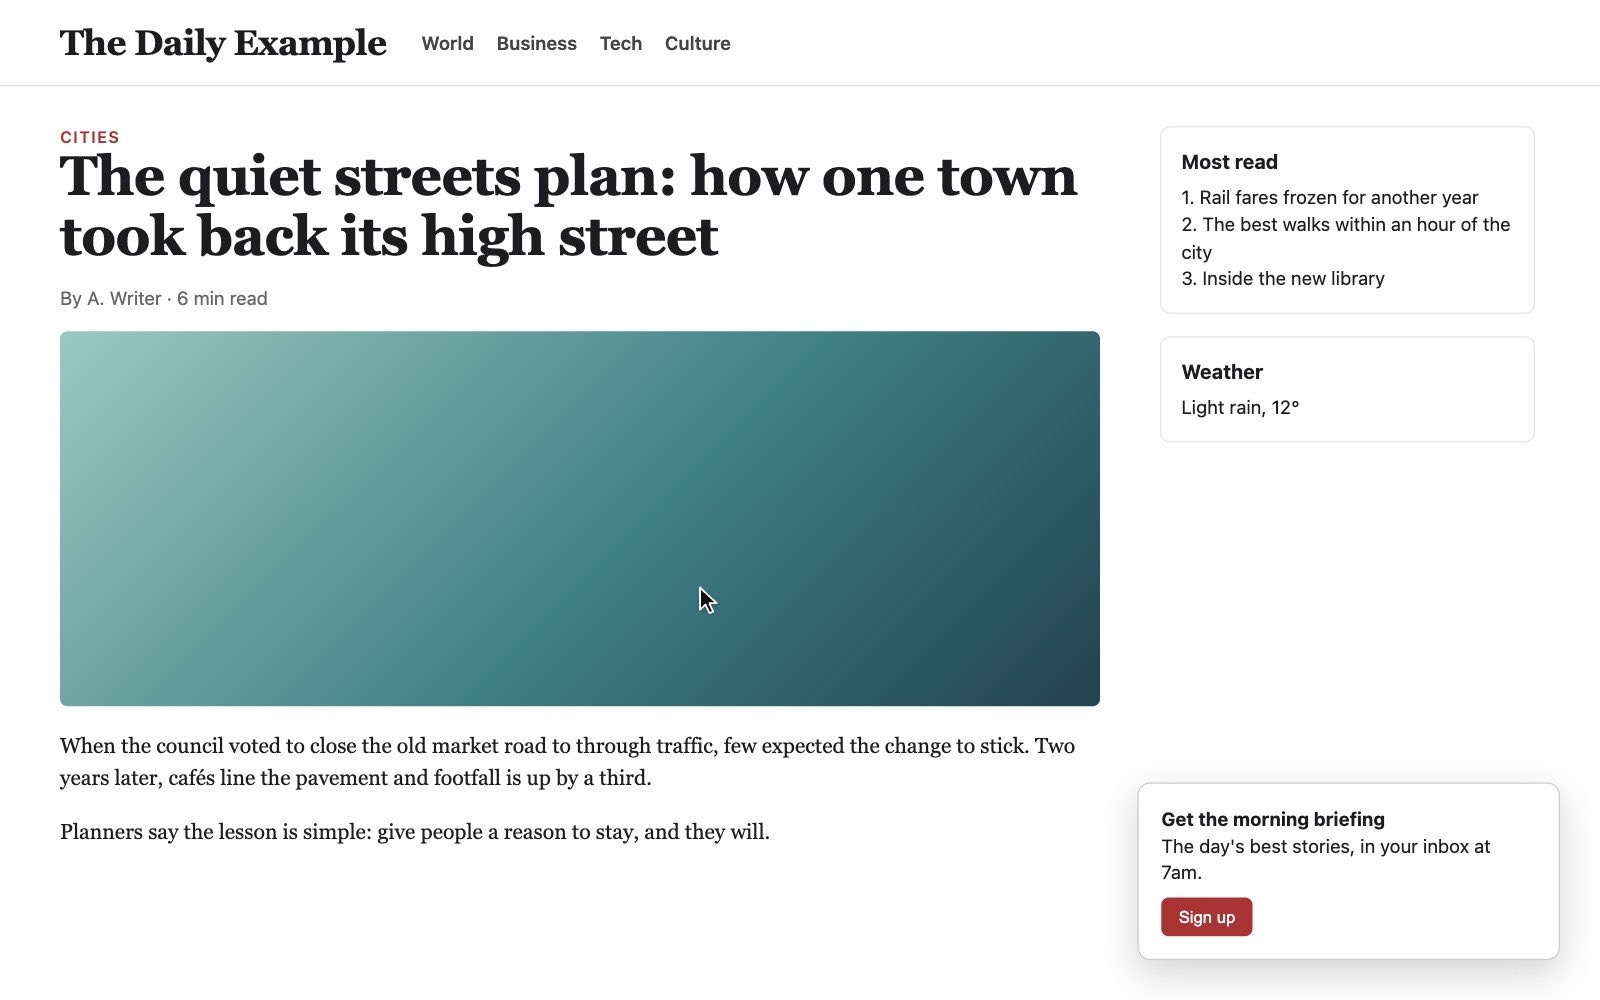 The Daily Example
World Business Tech Culture
CITIES
The quiet streets plan: how one town
took back its high street
By A. Writer · 6 min read
When the council voted to close the old market road to through traffic, few expected the change to stick. Two
years later, cafés line the pavement and footfall is up by a third.
Planners say the lesson is simple: give people a reason to stay, and they will.
Most read
1. Rail fares frozen for another year
2. The best walks within an hour of the
city
3. Inside the new library
Weather
Light rain, 12°
Get the morning briefing
The day's best stories, in your inbox at
7am.
Sign up